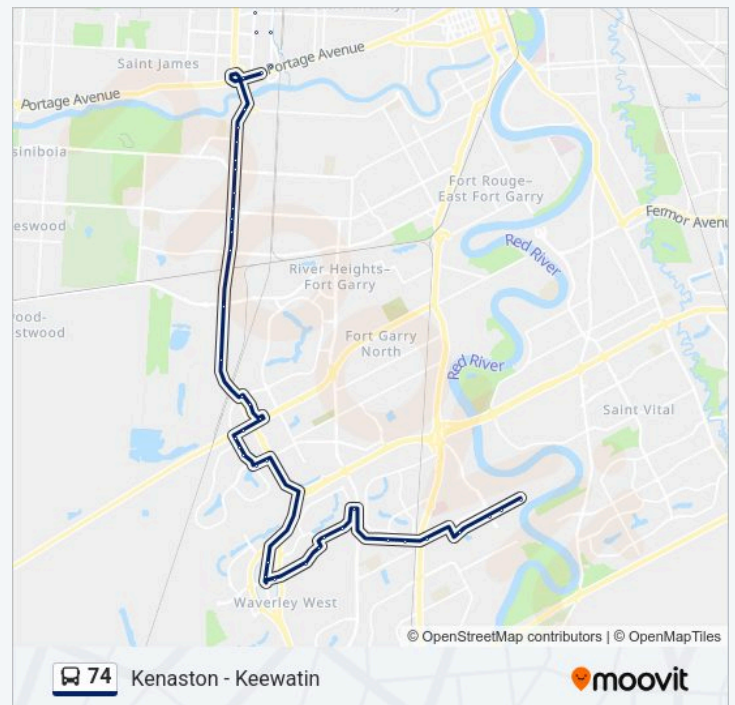 Saint James
Portage Avenue
Portage Avenue
siniboia
Fort Rouge–
East Fort Garry
eswood
Fermor Avenu
Red River
River Heights–
Fort Garry
ood-
stwood
Fort Garry
North
Red River
Saint Vital
Waverley West
© OpenStreetMap contributors | © OpenMapTiles
74 Kenaston - Keewatin
moovit